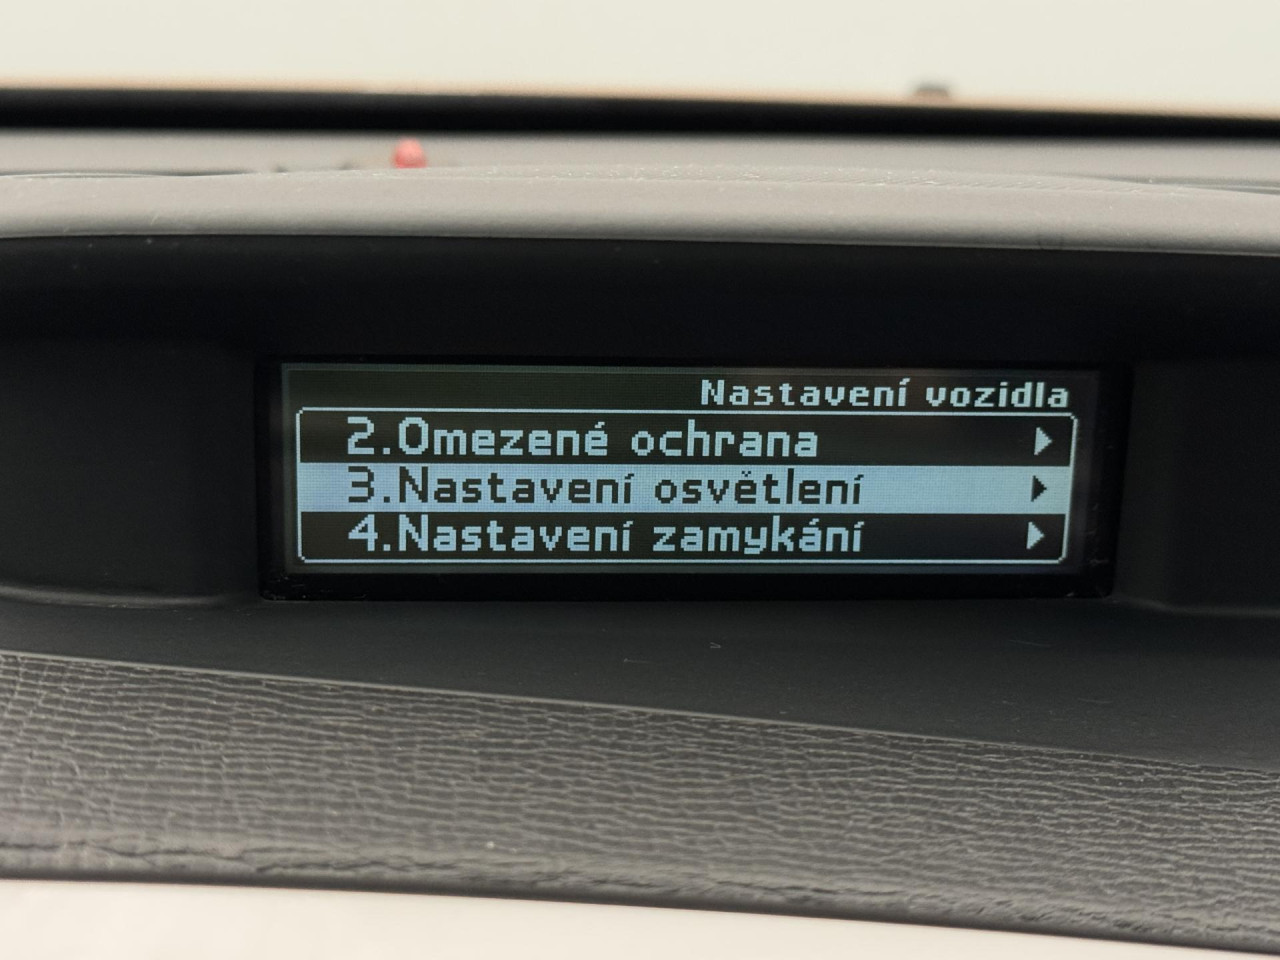 Nastavení vozidla
2.Omezené ochrana
3.Nastavení osvětlení
4.Nastavení zamykání